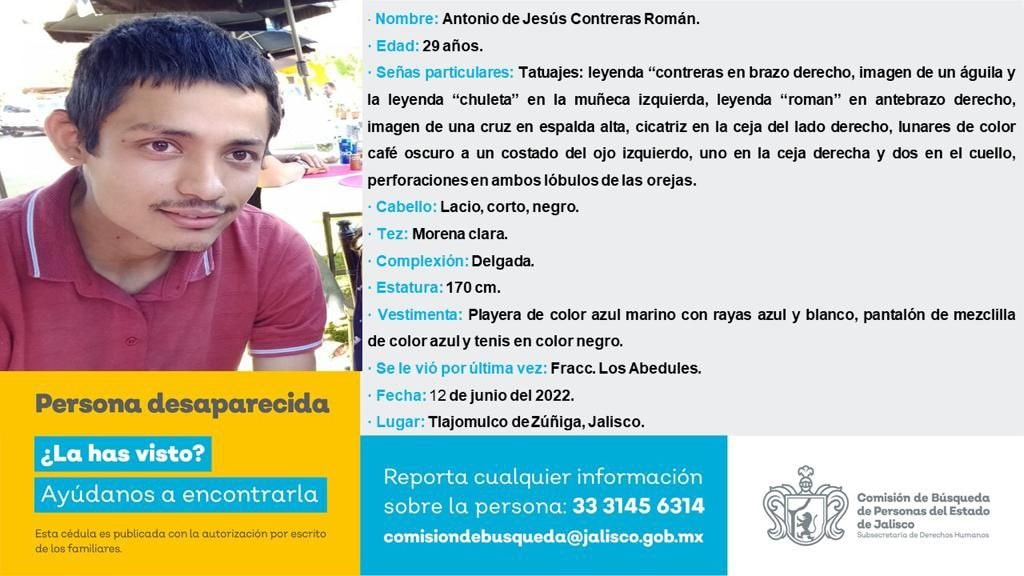 · Nombre: Antonio de Jesús Contreras Román.
· Edad: 29 años.
· Señas particulares: Tatuajes: leyenda “contreras en brazo derecho, imagen de un águila y
la leyenda “chuleta” en la muñeca izquierda, leyenda “roman” en antebrazo derecho,
imagen de una cruz en espalda alta, cicatriz en la ceja del lado derecho, lunares de color
café oscuro a un costado del ojo izquierdo, uno en la ceja derecha y dos en el cuello,
perforaciones en ambos lóbulos de las orejas.
· Cabello: Lacio, corto, negro.
· Tez: Morena clara.
· Complexión: Delgada.
· Estatura: 170 cm.
· Vestimenta: Playera de color azul marino con rayas azul y blanco, pantalón de mezclilla
de color azul y tenis en color negro.
· Se le vió por última vez: Fracc. Los Abedules.
· Fecha: 12 de junio del 2022.
· Lugar: Tlajomulco de Zúñiga, Jalisco.
Persona desaparecida
¿La has visto?
Ayúdanos a encontrarla
Esta cédula es publicada con la autorización por escrito
de los familiares.
Reporta cualquier información
sobre la persona: 33 3145 6314
comisiondebusqueda@jalisco.gob.mx
Comisión de Búsqueda
de Personas del Estado
de Jalisco
Subsecretaría de Derechos Humanos